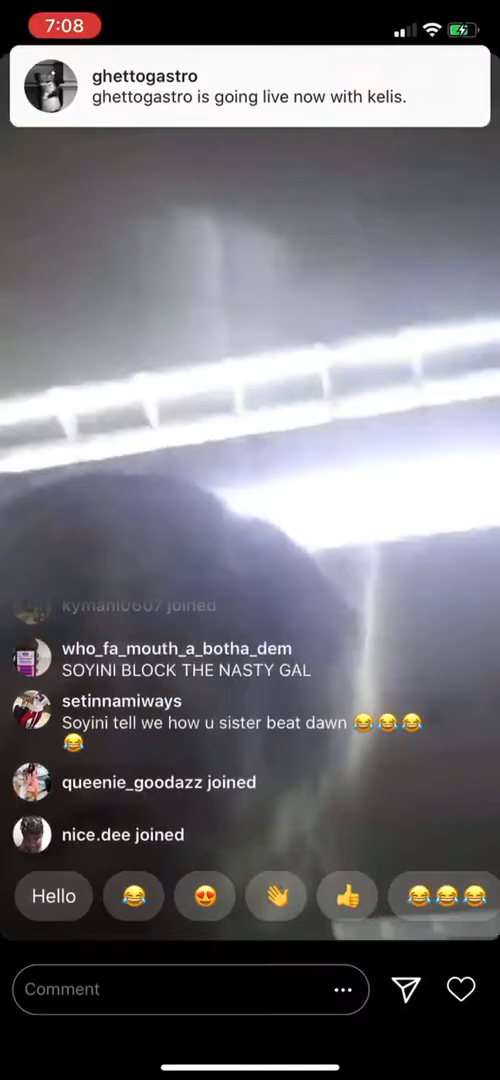 7:08
ghettogastro
ghettogastro is going live now with kelis.
kymani0607 joined
who_fa_mouth_a_botha_dem
SOYINI BLOCK THE NASTY GAL
setinnamiways
Soyini tell we how u sister beat dawn 😂😂😂
😂
queenie_goodazz joined
nice.dee joined
Hello 😂 😍 👋 👍 😂😂😂
Comment